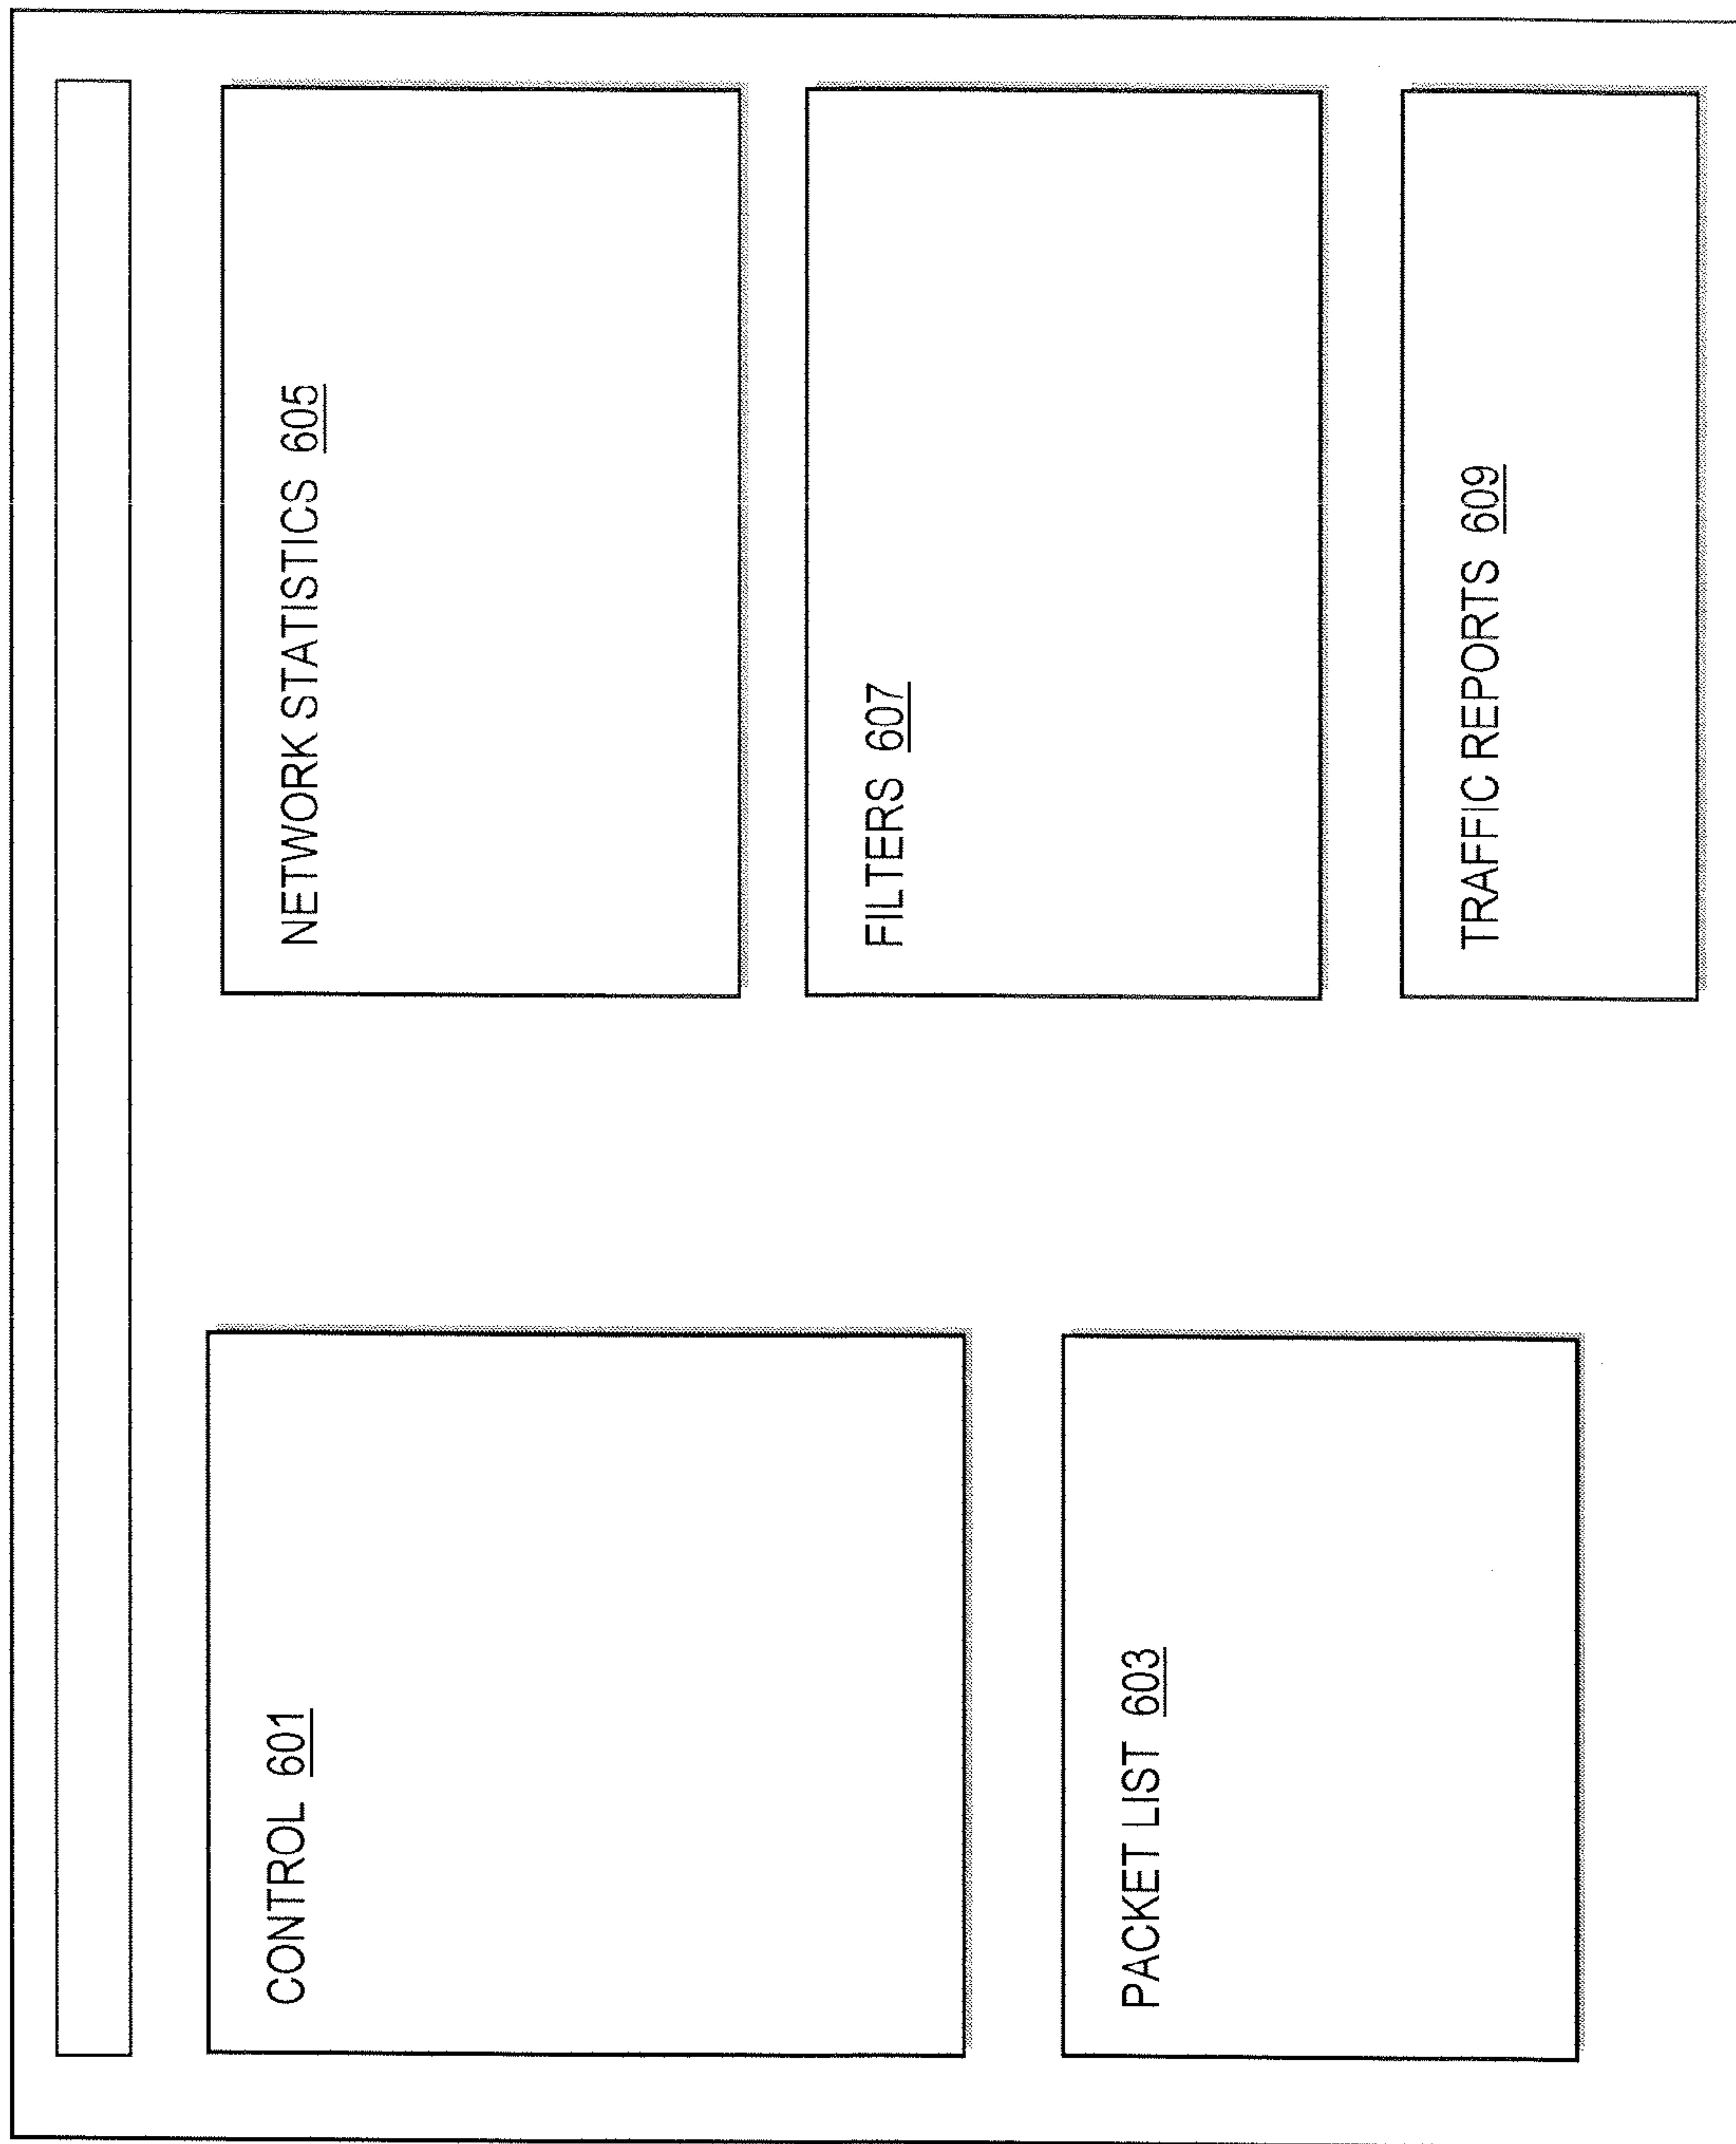 CONTROL 601
PACKET LIST 603
NETWORK STATISTICS 605
FILTERS 607
TRAFFIC REPORTS 609